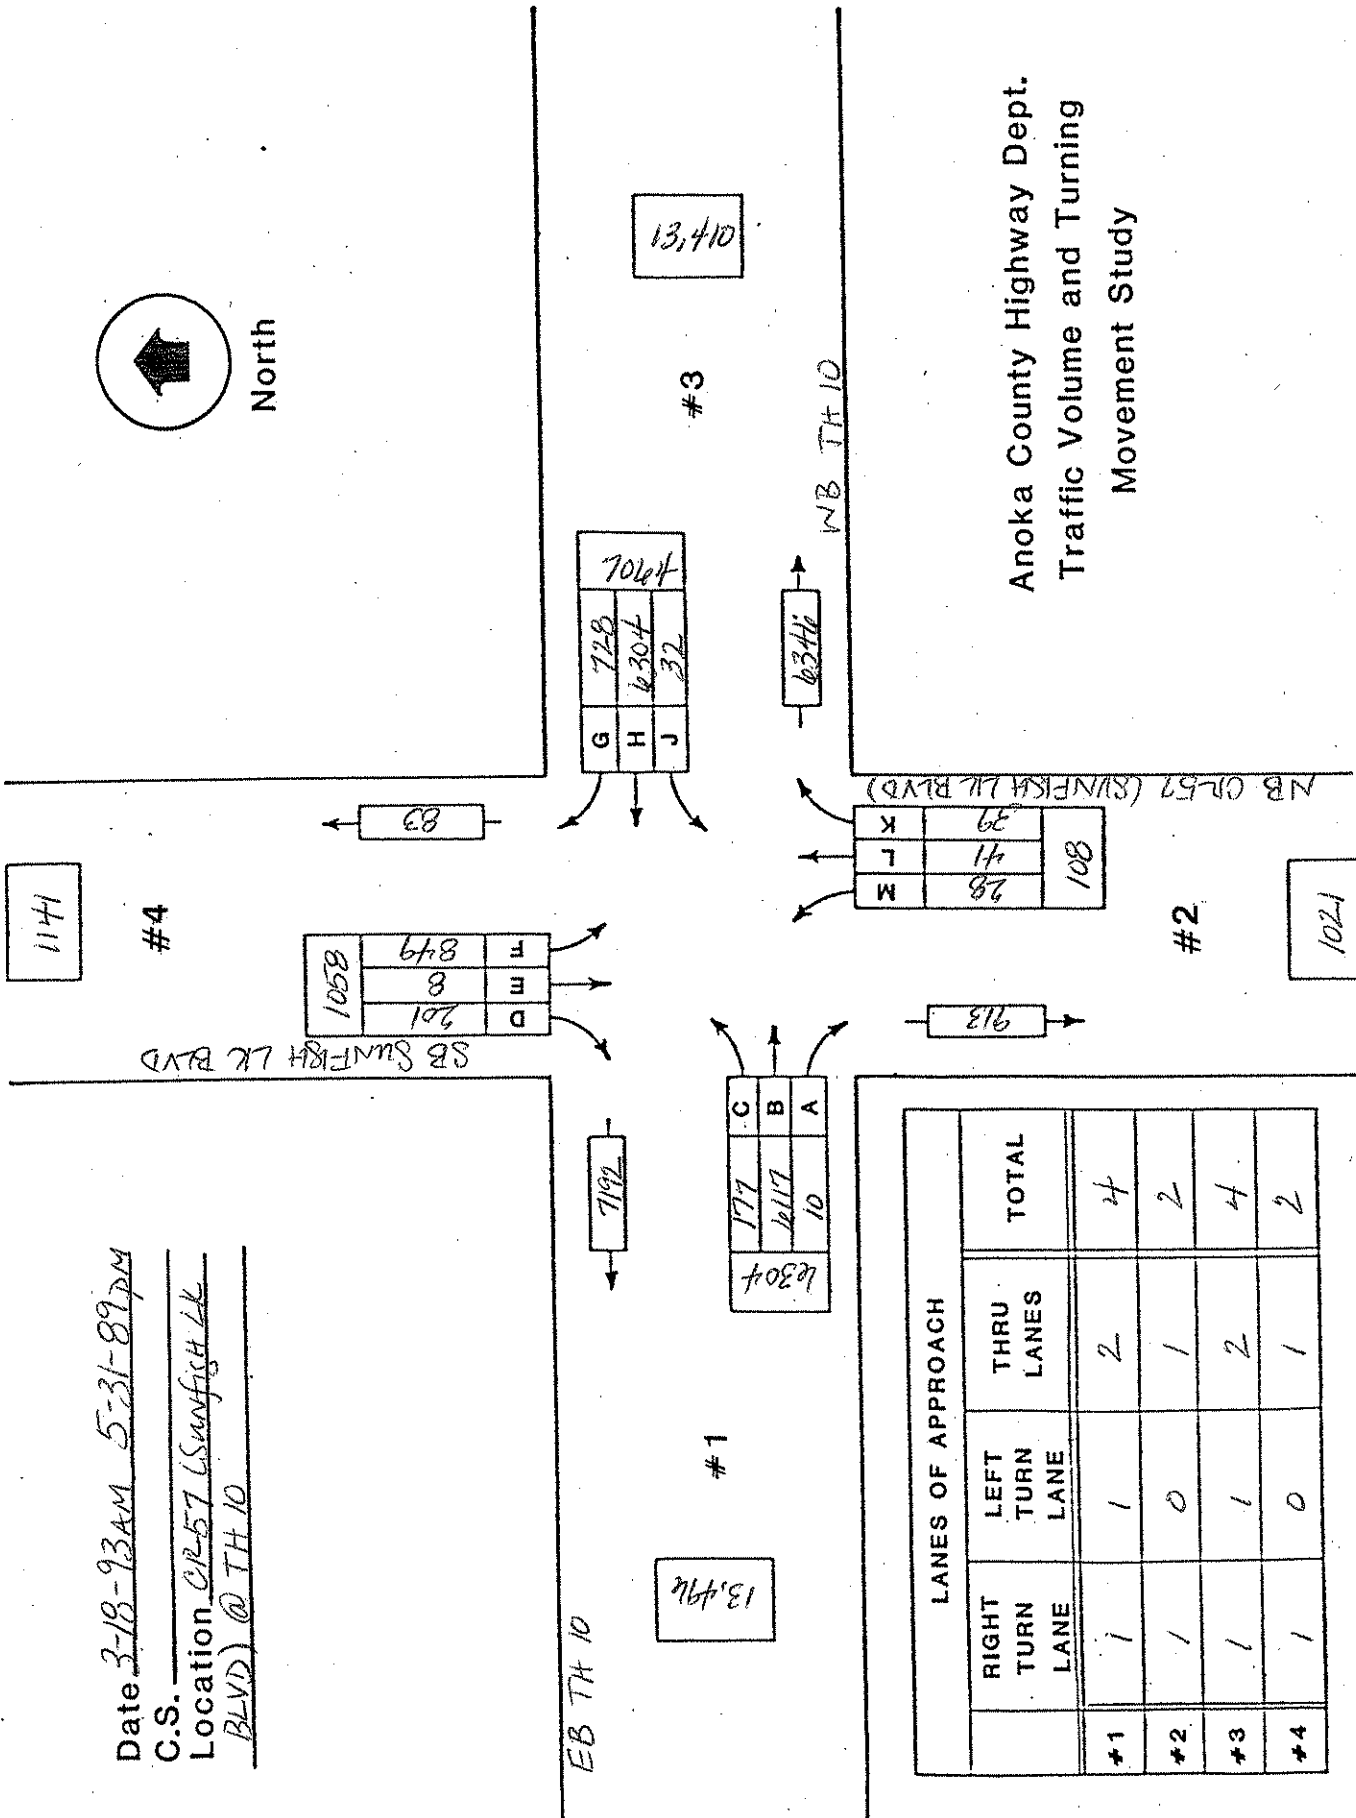 Date 3-18-93AM 5-31-89PM
C.S.
Location CR-57 (Sunfish LK
BLVD) @ TH 10
North
1141
#4
SB SUNFISH LK BLVD
1058
201 8 849
D E F
83
G 728
H 6304
J 32
7064
13,410
#3
6346
WB TH 10
7192
C 177
B 6117
A 10
6304
#1
13,496
EB TH 10
M L K
28 41 39
108
NB CR-57 (SUNFISH LK BLVD)
913
#2
1021
LANES OF APPROACH
RIGHT TURN LANE LEFT TURN LANE THRU LANES TOTAL
#1 1 1 2 4
#2 1 0 1 2
#3 1 1 2 4
#4 1 0 1 2
Anoka County Highway Dept.
Traffic Volume and Turning
Movement Study